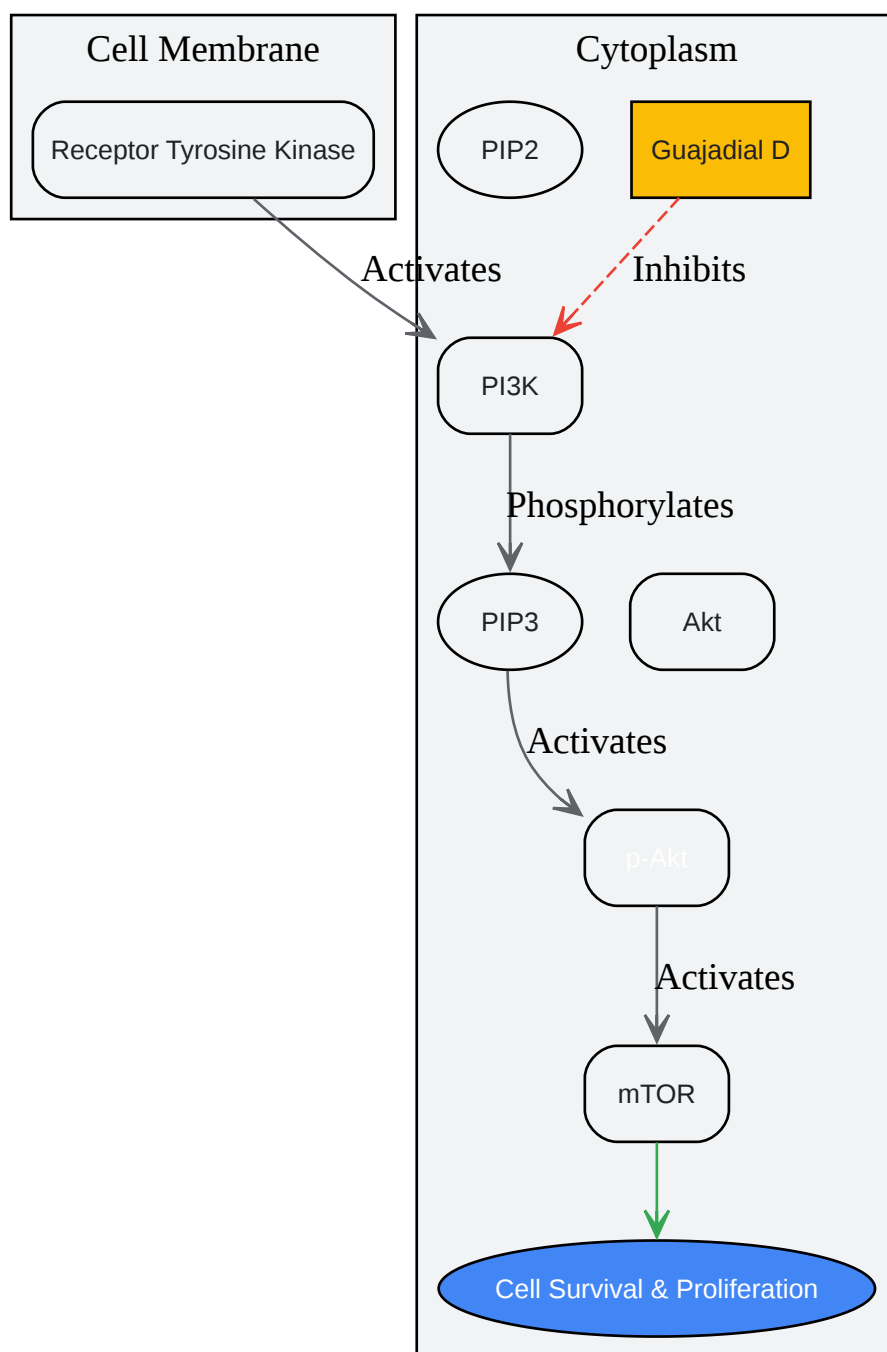 Cell Membrane
Cytoplasm
Receptor Tyrosine Kinase
PIP2
Guajadial D
Activates
Inhibits
PI3K
Phosphorylates
PIP3
Akt
Activates
p-Akt
Activates
mTOR
Cell Survival & Proliferation